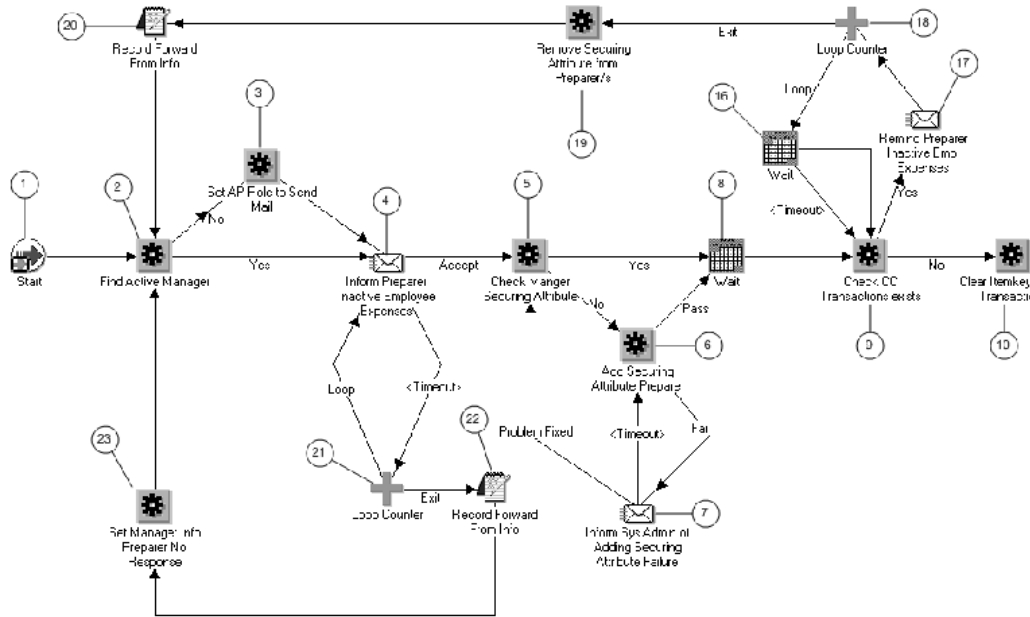 20
Record Forward
From Info
3
Set AP Role to Send
Mail
Remove Securing
Attribute from
Preparer/s
19
Exit
18
Loop Counter
17
Loop
16
Wait
Remind Preparer
Inactive Emp
Expenses
<Timeout>
Yes
1
Start
2
Find Active Manager
No
Yes
4
Inform Preparer
Inactive Employee
Expenses
Accept
5
Check Manger
Securing Attribute
Yes
No
8
Wait
Pass
Check CC
Transactions exists
9
No
Clear Itemkey
Transac
10
6
Add Securing
Attribute Prepare
Loop
<Timeout>
Problem Fixed
<Timeout>
Fail
23
Set Manager Info
Preparer No
Response
21
Loop Counter
Exit
22
Record Forward
From Info
7
Inform Sys Admin of
Adding Securing
Attribute Failure